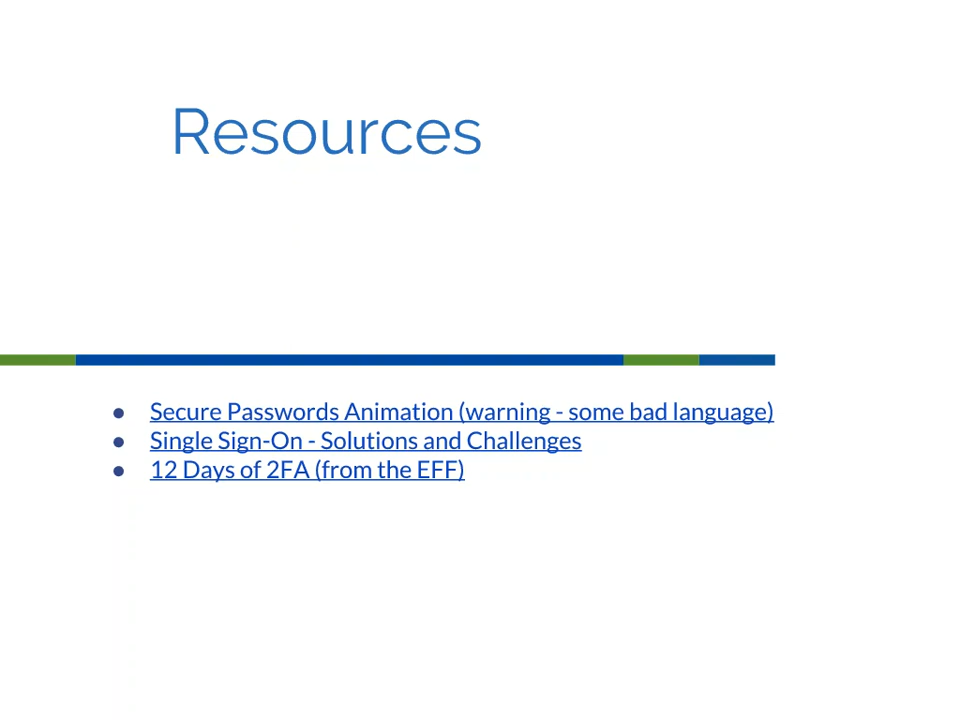 Resources
● Secure Passwords Animation (warning - some bad language)
● Single Sign-On - Solutions and Challenges
● 12 Days of 2FA (from the EFF)